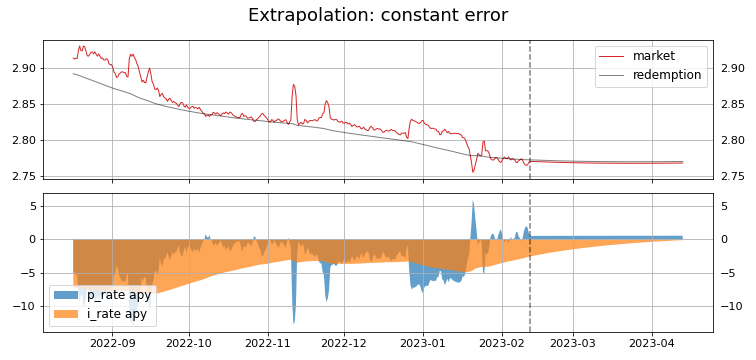 Extrapolation: constant error
market
redemption
2.90 2.90
2.85 2.85
2.80 2.80
2.75 2.75
5 5
0 0
−5 −5
−10 −10
p_rate apy
i_rate apy
2022-09 2022-10 2022-11 2022-12 2023-01 2023-02 2023-03 2023-04